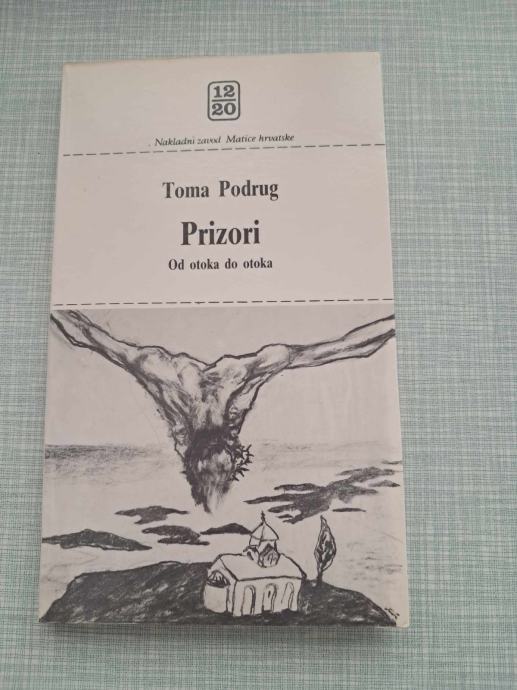 12
20
Nakladni zavod Matice hrvatske
Toma Podrug
Prizori
Od otoka do otoka